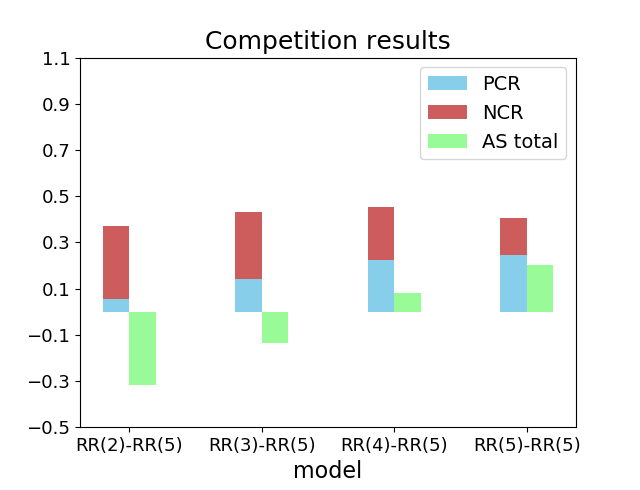 Competition results
1.1
0.9
0.7
0.5
0.3
0.1
−0.1
−0.3
−0.5
PCR
NCR
AS total
RR(2)-RR(5) RR(3)-RR(5) RR(4)-RR(5) RR(5)-RR(5)
model